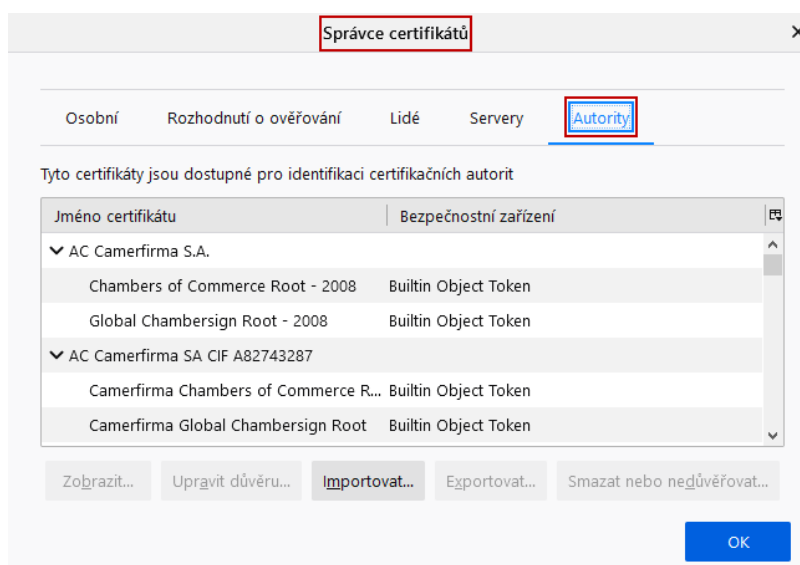 Správce certifikátů
Osobní Rozhodnutí o ověřování Lidé Servery Autority
Tyto certifikáty jsou dostupné pro identifikaci certifikačních autorit
Jméno certifikátu Bezpečnostní zařízení
AC Camerfirma S.A.
Chambers of Commerce Root - 2008 Builtin Object Token
Global Chambersign Root - 2008 Builtin Object Token
AC Camerfirma SA CIF A82743287
Camerfirma Chambers of Commerce R... Builtin Object Token
Camerfirma Global Chambersign Root Builtin Object Token
Zobrazit... Upravit důvěru... Importovat... Exportovat... Smazat nebo nedůvěřovat...
OK